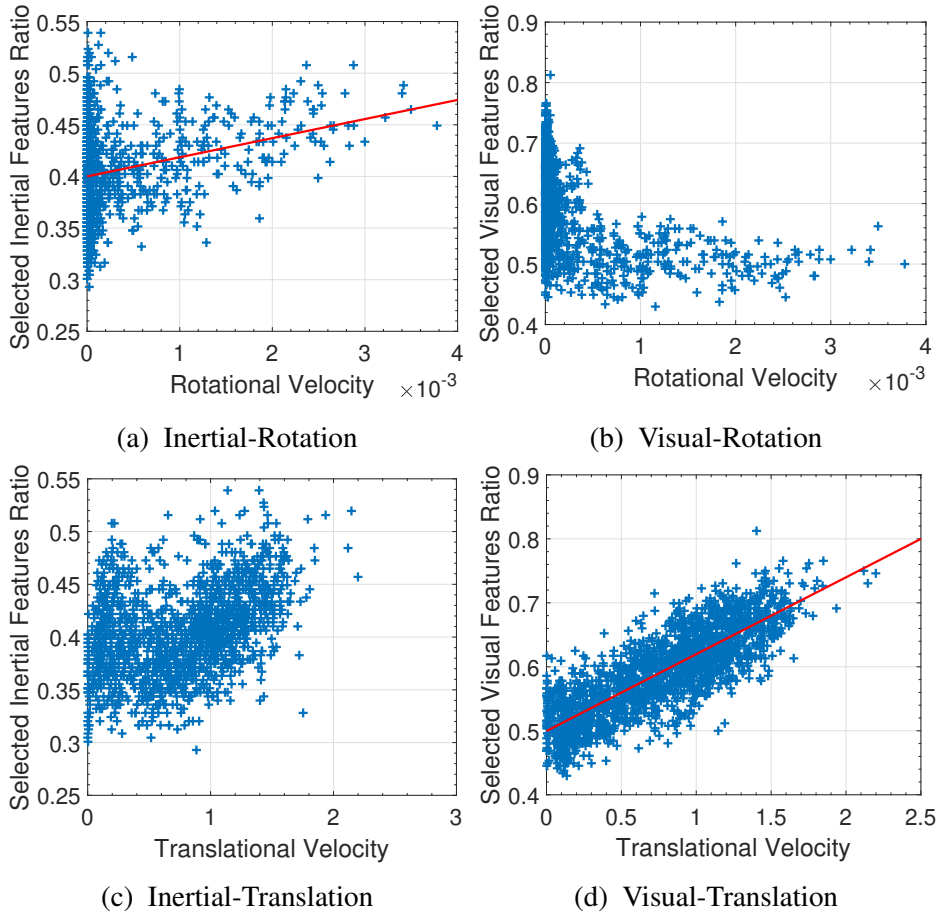 0.55
0.5
0.45
0.4
0.35
0.3
0.25
Selected Inertial Features Ratio
0 1 2 3 4
Rotational Velocity ×10⁻³
(a) Inertial-Rotation
0.9
0.8
0.7
0.6
0.5
0.4
Selected Visual Features Ratio
0 1 2 3 4
Rotational Velocity ×10⁻³
(b) Visual-Rotation
0.55
0.5
0.45
0.4
0.35
0.3
0.25
Selected Inertial Features Ratio
0 1 2 3
Translational Velocity
(c) Inertial-Translation
0.9
0.8
0.7
0.6
0.5
0.4
Selected Visual Features Ratio
0 0.5 1 1.5 2 2.5
Translational Velocity
(d) Visual-Translation